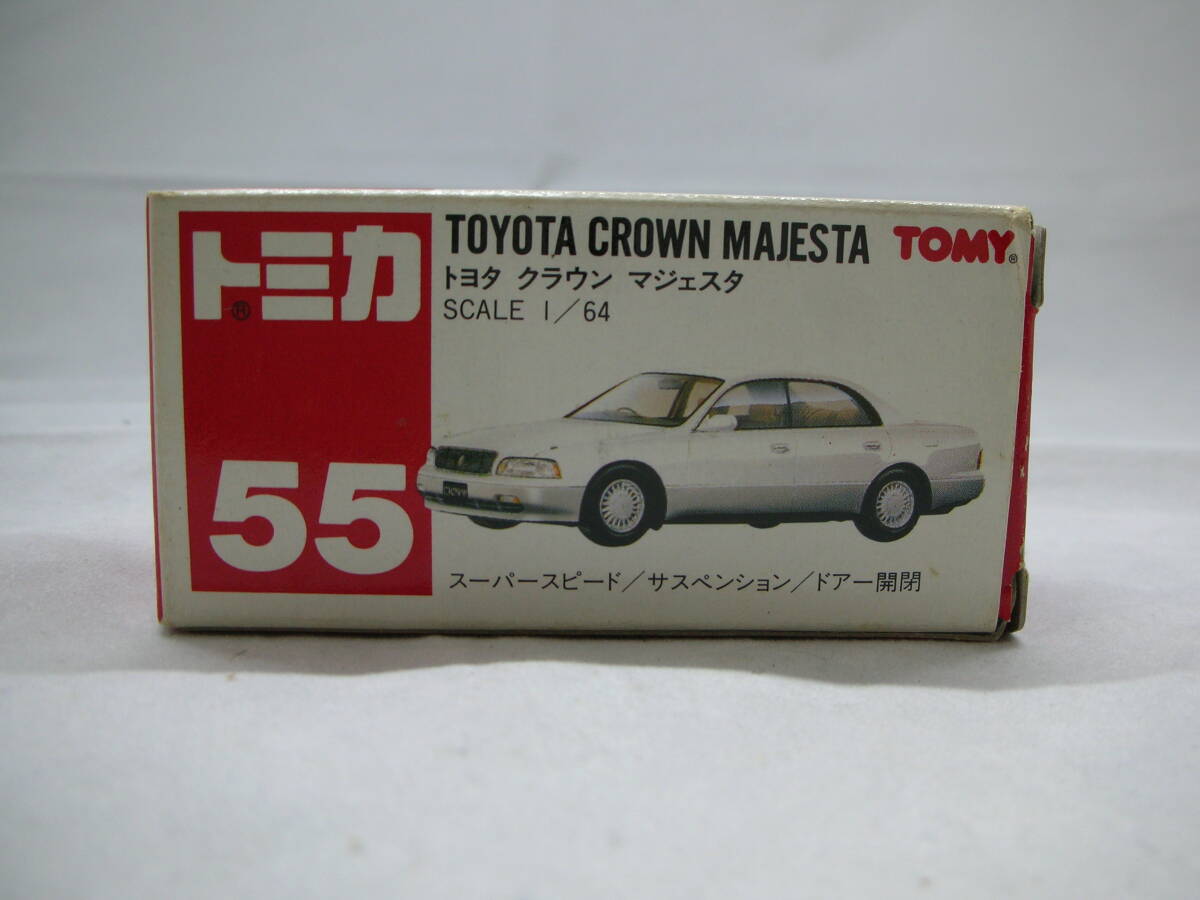 トミカ®
55
TOYOTA CROWN MAJESTA
TOMY®
トヨタ クラウン マジェスタ
SCALE 1/64
スーパースピード/サスペンション/ドアー開閉